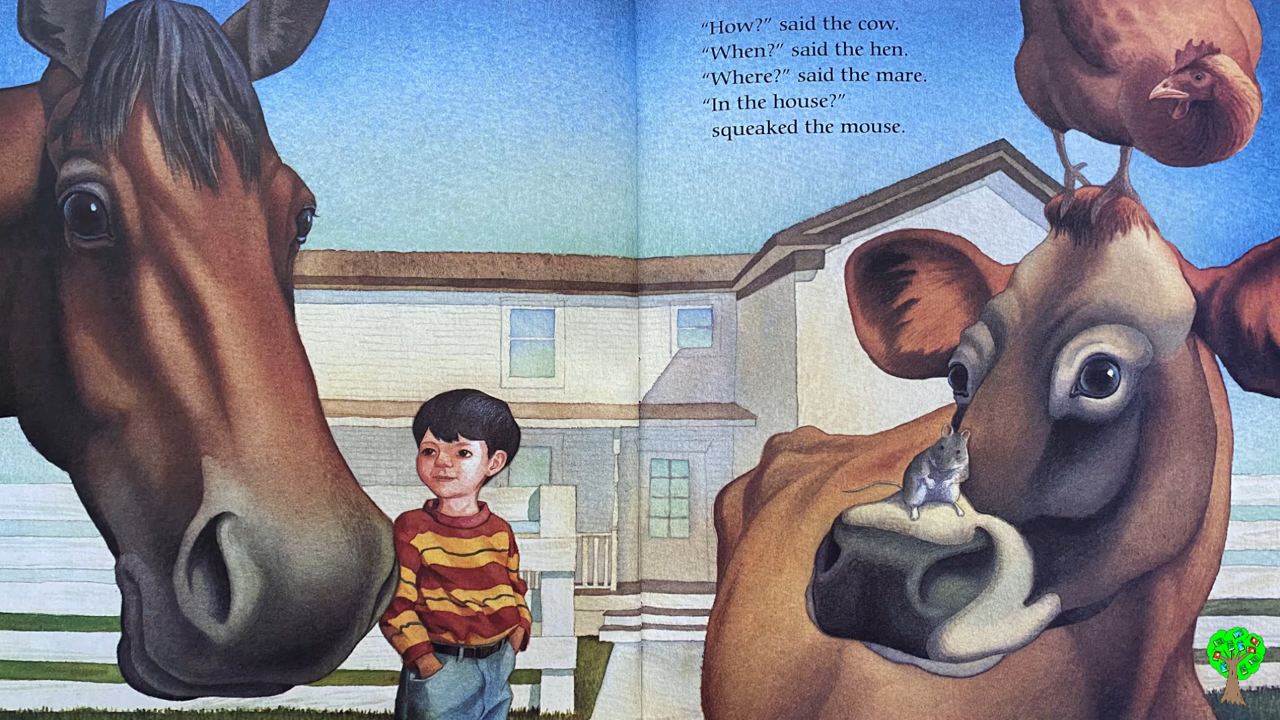 “How?” said the cow.
“When?” said the hen.
“Where?” said the mare.
“In the house?”
squeaked the mouse.